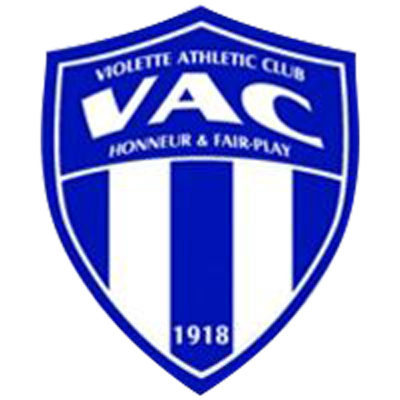 VIOLETTE ATHLETIC CLUB
VAC
HONNEUR & FAIR-PLAY
1918